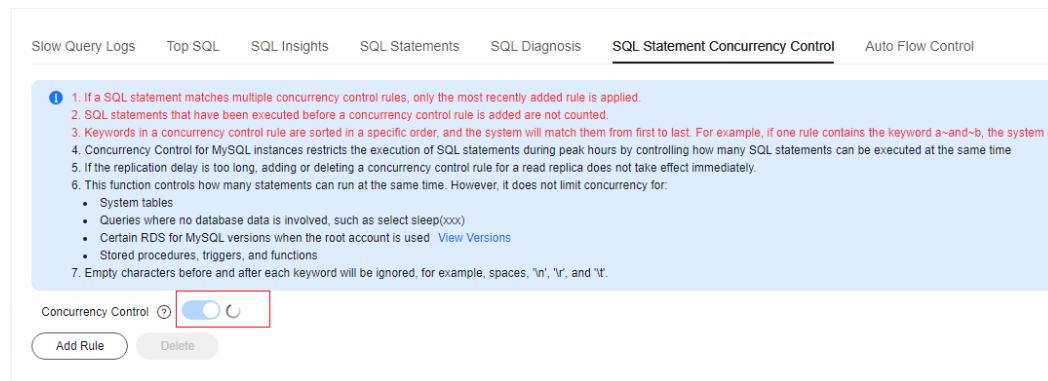 Slow Query Logs Top SQL SQL Insights SQL Statements SQL Diagnosis SQL Statement Concurrency Control Auto Flow Control
1. If a SQL statement matches multiple concurrency control rules, only the most recently added rule is applied.
2. SQL statements that have been executed before a concurrency control rule is added are not counted.
3. Keywords in a concurrency control rule are sorted in a specific order, and the system will match them from first to last. For example, if one rule contains the keyword a~and~b, the system
4. Concurrency Control for MySQL instances restricts the execution of SQL statements during peak hours by controlling how many SQL statements can be executed at the same time
5. If the replication delay is too long, adding or deleting a concurrency control rule for a read replica does not take effect immediately.
6. This function controls how many statements can run at the same time. However, it does not limit concurrency for:
• System tables
• Queries where no database data is involved, such as select sleep(xxx)
• Certain RDS for MySQL versions when the root account is used View Versions
• Stored procedures, triggers, and functions
7. Empty characters before and after each keyword will be ignored, for example, spaces, '\n', '\r', and '\t'.
Concurrency Control ?
Add Rule Delete